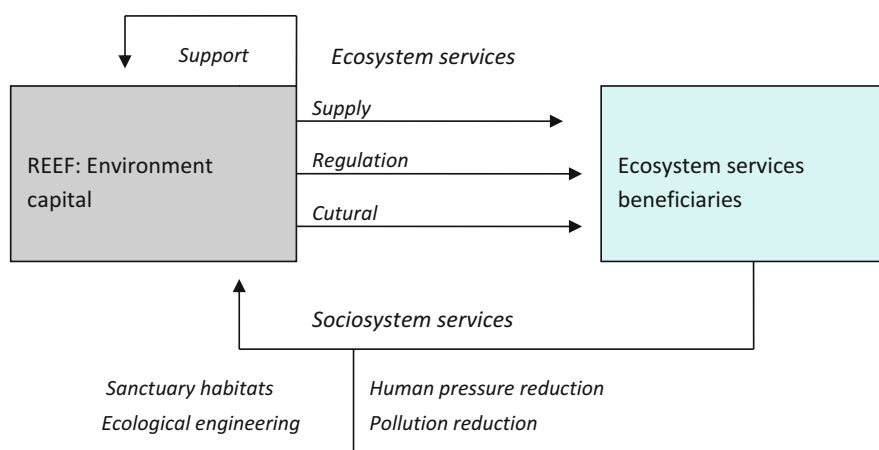 Support
Ecosystem services
Supply
REEF: Environment
capital
Regulation
Cutural
Ecosystem services
beneficiaries
Sociosystem services
Sanctuary habitats
Ecological engineering
Human pressure reduction
Pollution reduction